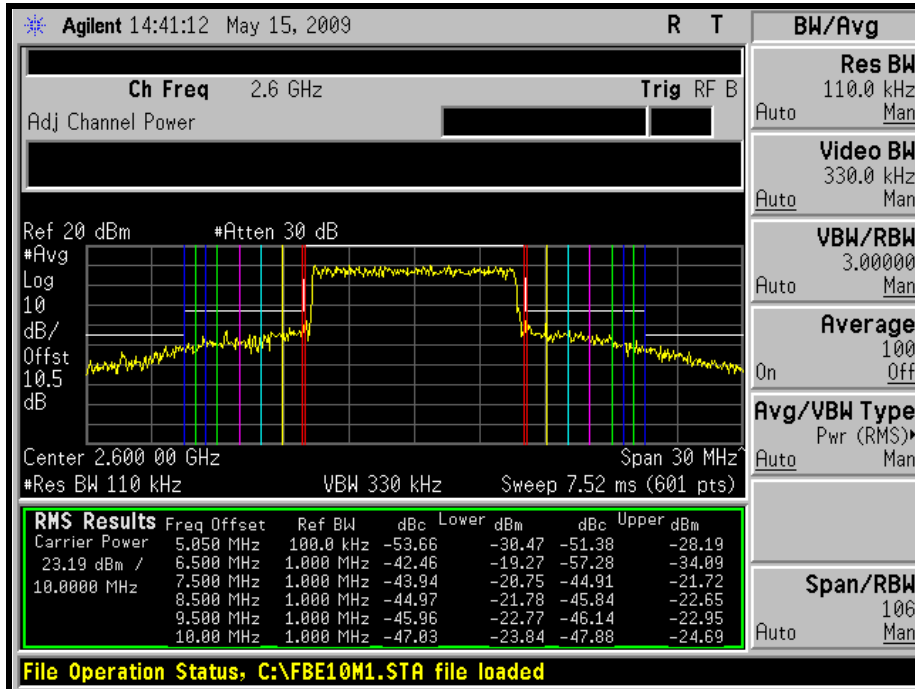 Agilent 14:41:12 May 15, 2009 R T
Ch Freq 2.6 GHz Trig RF B
Adj Channel Power
Ref 20 dBm #Atten 30 dB
#Avg
Log
10
dB/
Offst
10.5
dB
Center 2.600 00 GHz Span 30 MHz^
#Res BW 110 kHz VBW 330 kHz Sweep 7.52 ms (601 pts)
RMS Results Freq Offset Ref BW dBc Lower dBm dBc Upper dBm
Carrier Power 5.050 MHz 100.0 kHz -53.66 -30.47 -51.38 -28.19
23.19 dBm / 6.500 MHz 1.000 MHz -42.46 -19.27 -57.28 -34.09
10.0000 MHz 7.500 MHz 1.000 MHz -43.94 -20.75 -44.91 -21.72
8.500 MHz 1.000 MHz -44.97 -21.78 -45.84 -22.65
9.500 MHz 1.000 MHz -45.96 -22.77 -46.14 -22.95
10.00 MHz 1.000 MHz -47.03 -23.84 -47.88 -24.69
File Operation Status, C:\FBE10M1.STA file loaded
BW/Avg
Res BW
110.0 kHz
Auto Man
Video BW
330.0 kHz
Auto Man
VBW/RBW
3.00000
Auto Man
Average
100
On Off
Avg/VBW Type
Pwr (RMS)▸
Auto Man
Span/RBW
106
Auto Man